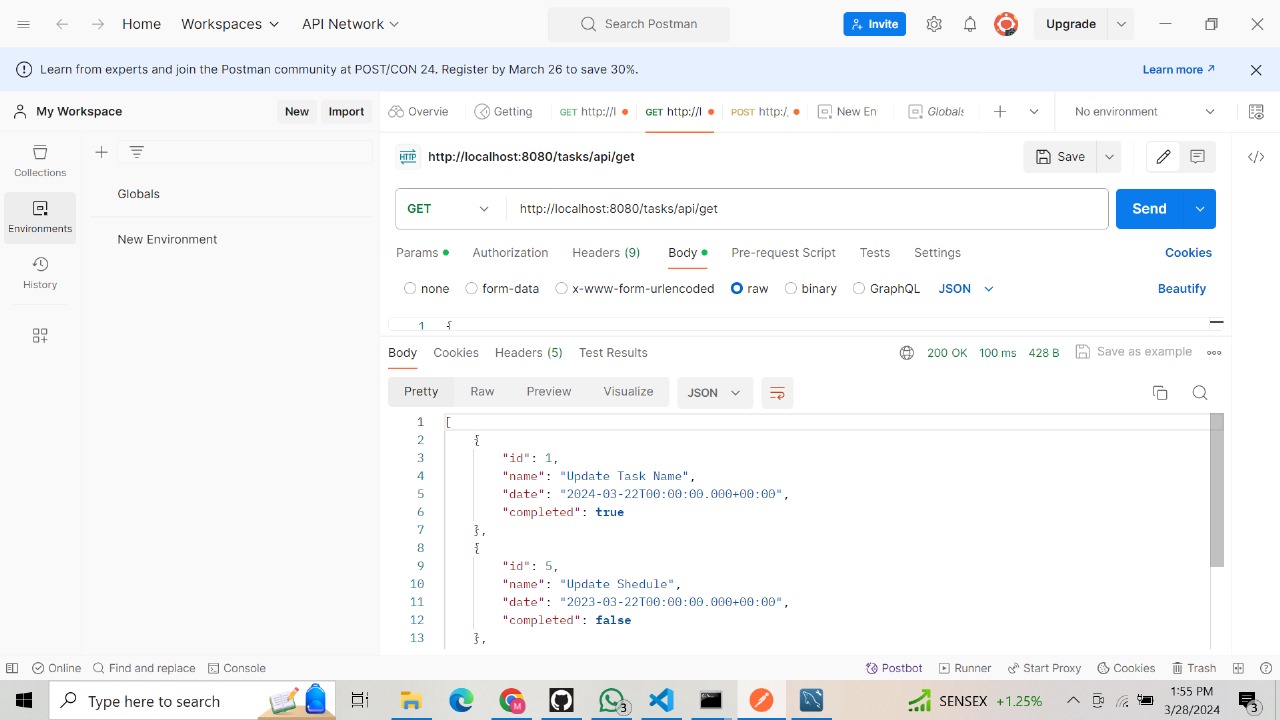 Home Workspaces API Network Search Postman Invite Upgrade
Learn from experts and join the Postman community at POST/CON 24. Register by March 26 to save 30%. Learn more ↗
My Workspace New Import Overvie Getting GET http://l GET http://l POST http:/, New En Globals No environment
http://localhost:8080/tasks/api/get Save
Collections
Globals
GET http://localhost:8080/tasks/api/get Send
Environments
New Environment
Params Authorization Headers (9) Body Pre-request Script Tests Settings Cookies
History
none form-data x-www-form-urlencoded raw binary GraphQL JSON Beautify
1 {
Body Cookies Headers (5) Test Results 200 OK 100 ms 428 B Save as example
Pretty Raw Preview Visualize JSON
1 [
2 {
3 "id": 1,
4 "name": "Update Task Name",
5 "date": "2024-03-22T00:00:00.000+00:00",
6 "completed": true
7 },
8 {
9 "id": 5,
10 "name": "Update Shedule",
11 "date": "2023-03-22T00:00:00.000+00:00",
12 "completed": false
13 },
Online Find and replace Console Postbot Runner Start Proxy Cookies Trash
Type here to search M 3 SENSEX +1.25% 1:55 PM
3/28/2024 3